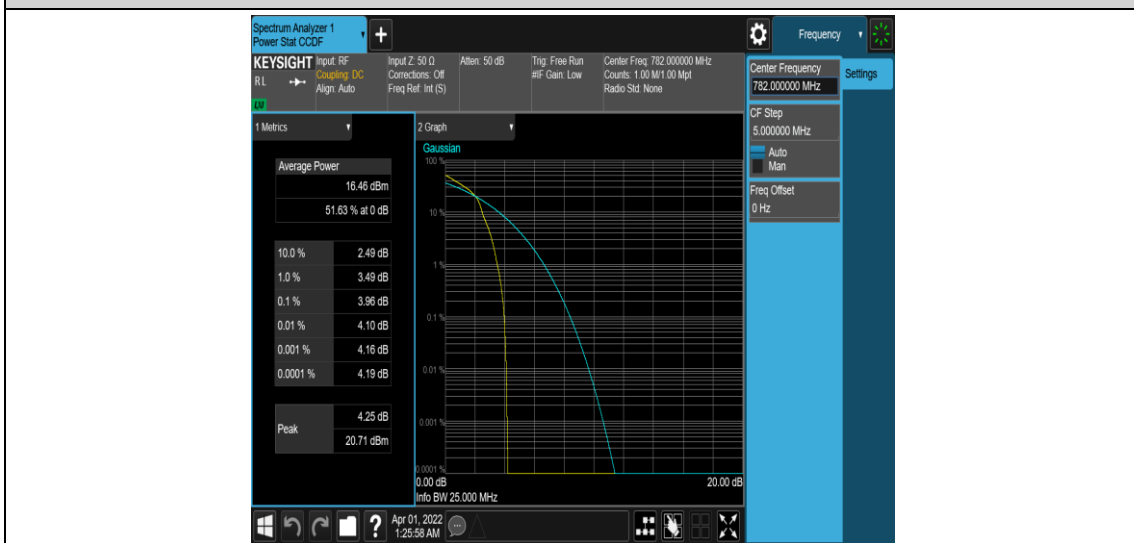 Spectrum Analyzer 1
Power Stat CCDF
Frequency
KEYSIGHT
RL
Input: RF
Coupling: DC
Align: Auto
Input Z: 50 Ω
Corrections: Off
Freq Ref: Int (S)
Atten: 50 dB
Trig: Free Run
#IF Gain: Low
Center Freq: 782.000000 MHz
Counts: 1.00 M/1.00 Mpt
Radio Std: None
Center Frequency
782.000000 MHz
Settings
CF Step
5.000000 MHz
Auto
Man
Freq Offset
0 Hz
1 Metrics
Average Power
16.46 dBm
51.63 % at 0 dB
10.0 % 2.49 dB
1.0 % 3.49 dB
0.1 % 3.96 dB
0.01 % 4.10 dB
0.001 % 4.16 dB
0.0001 % 4.19 dB
Peak
4.25 dB
20.71 dBm
2 Graph
Gaussian
100 %
10 %
1 %
0.1 %
0.01 %
0.001 %
0.0001 %
0.00 dB
20.00 dB
Info BW 25.000 MHz
?
Apr 01, 2022
1:25:58 AM